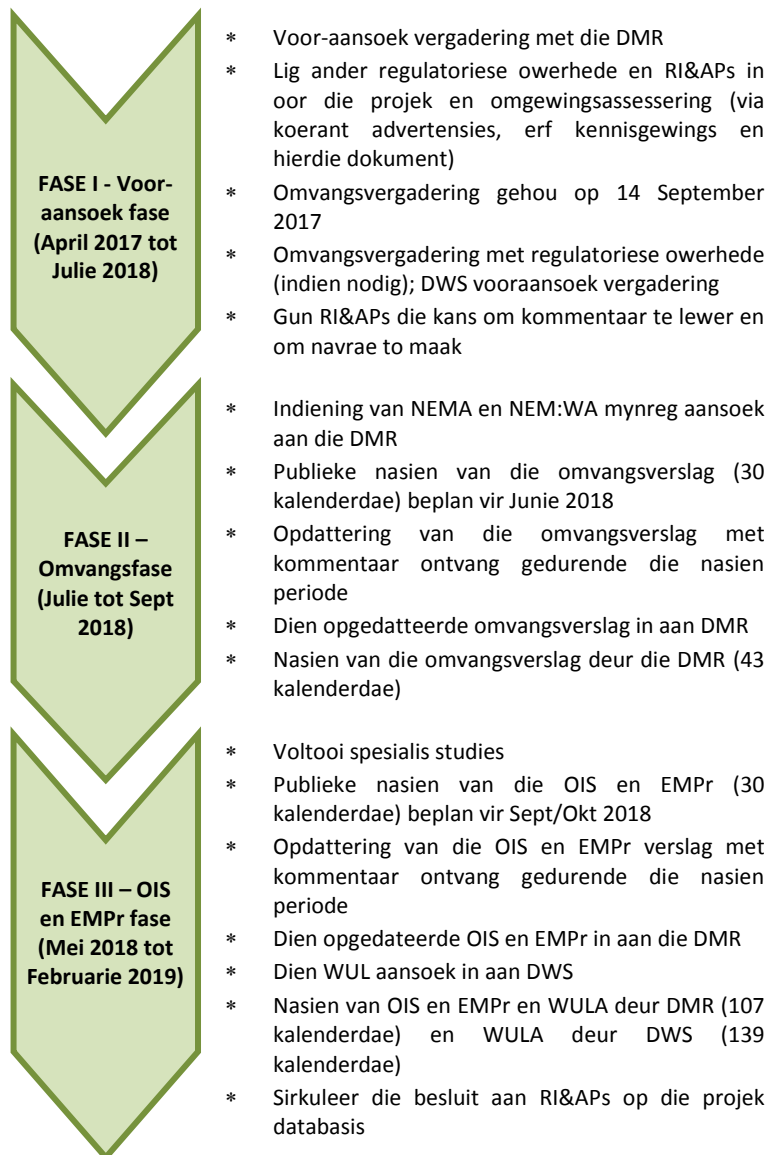 FASE I - Voor-
aansoek fase
(April 2017 tot
Julie 2018)
* Voor-aansoek vergadering met die DMR
* Lig ander regulatoriese owerhede en RI&APs in
oor die projek en omgewingsassessering (via
koerant advertensies, erf kennisgewings en
hierdie dokument)
* Omvangsvergadering gehou op 14 September
2017
* Omvangsvergadering met regulatoriese owerhede
(indien nodig); DWS vooraansoek vergadering
* Gun RI&APs die kans om kommentaar te lewer en
om navrae to maak
FASE II –
Omvangsfase
(Julie tot Sept
2018)
* Indiening van NEMA en NEM:WA mynreg aansoek
aan die DMR
* Publieke nasien van die omvangsverslag (30
kalenderdae) beplan vir Junie 2018
* Opdattering van die omvangsverslag met
kommentaar ontvang gedurende die nasien
periode
* Dien opgedatteerde omvangsverslag in aan DMR
* Nasien van die omvangsverslag deur die DMR (43
kalenderdae)
FASE III – OIS
en EMPr fase
(Mei 2018 tot
Februarie 2019)
* Voltooi spesialis studies
* Publieke nasien van die OIS en EMPr (30
kalenderdae) beplan vir Sept/Okt 2018
* Opdattering van die OIS en EMPr verslag met
kommentaar ontvang gedurende die nasien
periode
* Dien opgedateerde OIS en EMPr in aan die DMR
* Dien WUL aansoek in aan DWS
* Nasien van OIS en EMPr en WULA deur DMR (107
kalenderdae) en WULA deur DWS (139
kalenderdae)
* Sirkuleer die besluit aan RI&APs op die projek
databasis